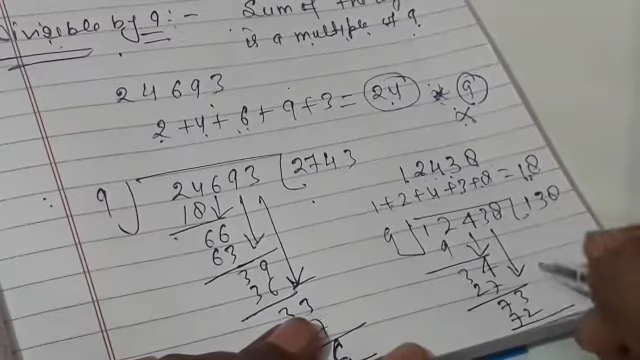 Divisible by 9:- Sum of the
is a multiple of 9
24693
2+4+6+9+3=24 * 9
x
9 24693 2743
18
66
63
39
36
33
12438
1+2+4+3+8=18
9 12438 138
9
34
27
73
72